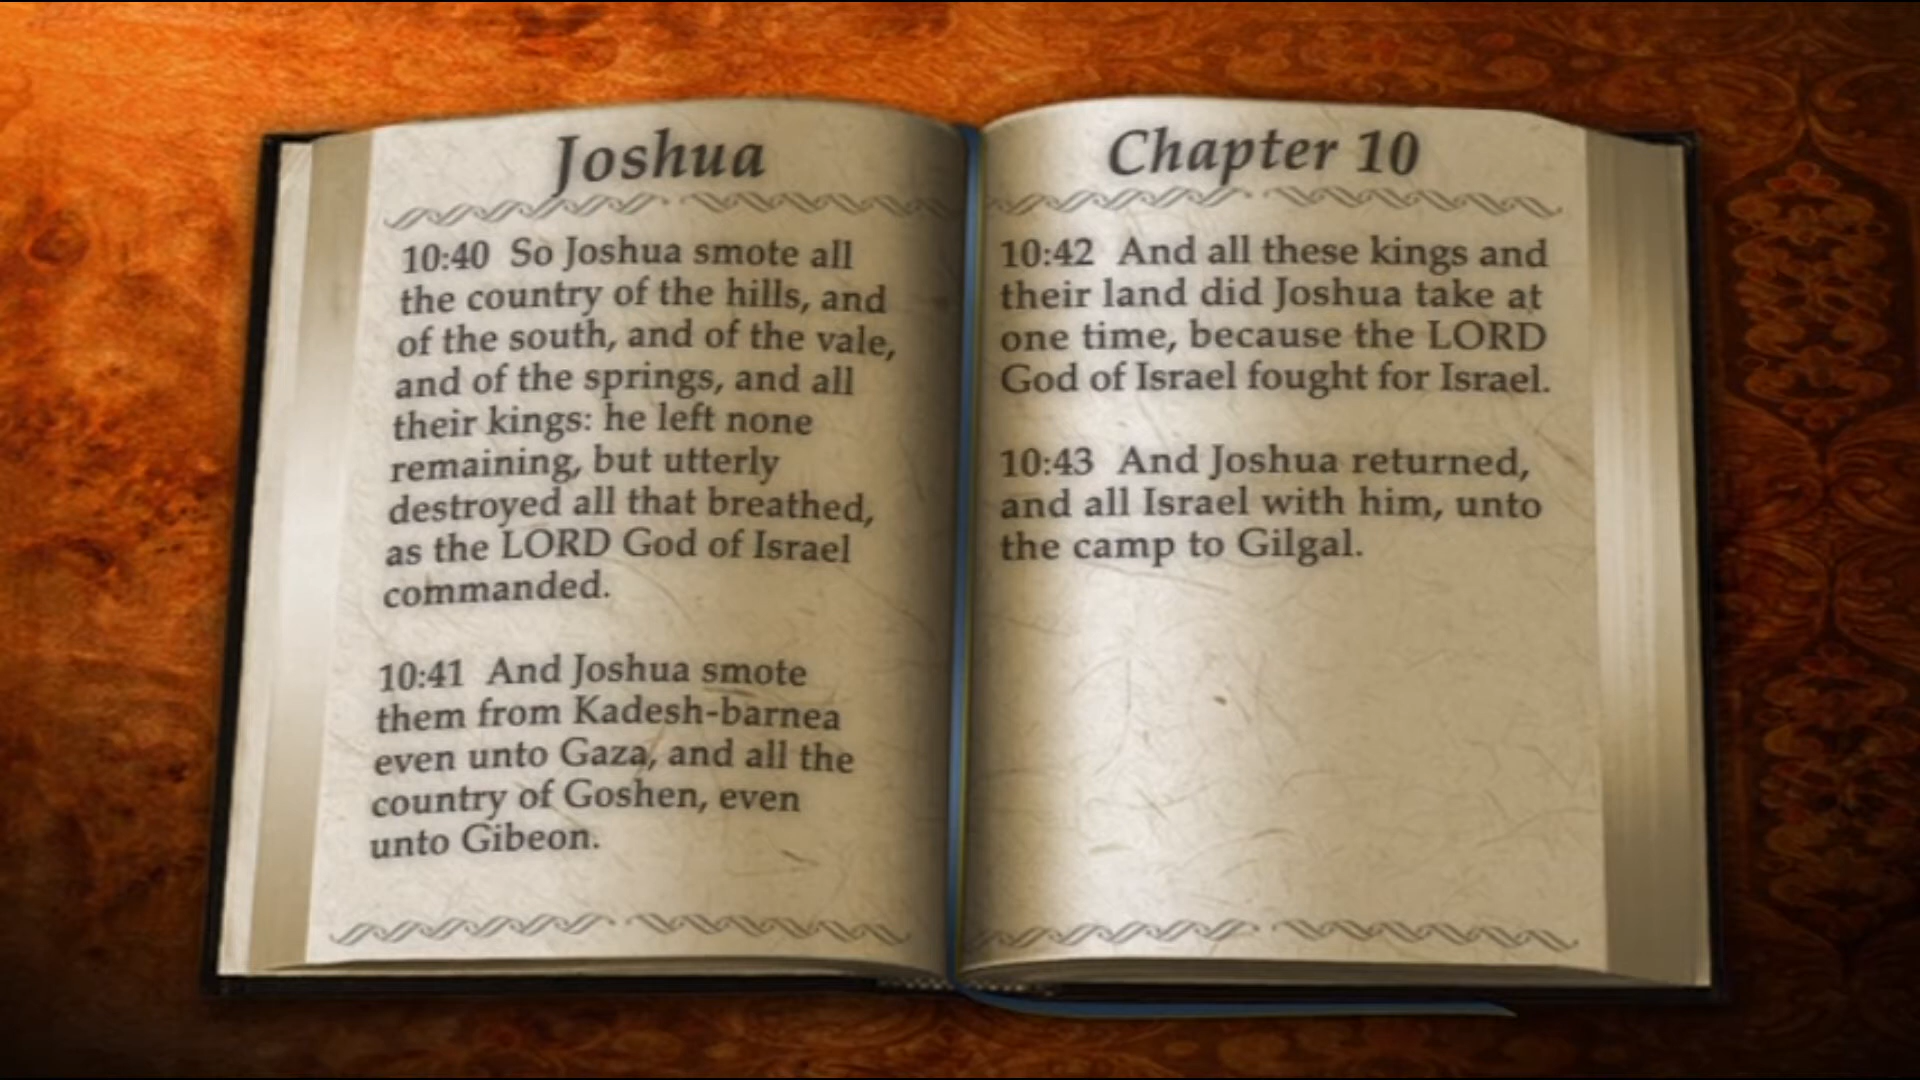 Joshua
10:40 So Joshua smote all
the country of the hills, and
of the south, and of the vale,
and of the springs, and all
their kings: he left none
remaining, but utterly
destroyed all that breathed,
as the LORD God of Israel
commanded.
10:41 And Joshua smote
them from Kadesh-barnea
even unto Gaza, and all the
country of Goshen, even
unto Gibeon.
Chapter 10
10:42 And all these kings and
their land did Joshua take at
one time, because the LORD
God of Israel fought for Israel.
10:43 And Joshua returned,
and all Israel with him, unto
the camp to Gilgal.